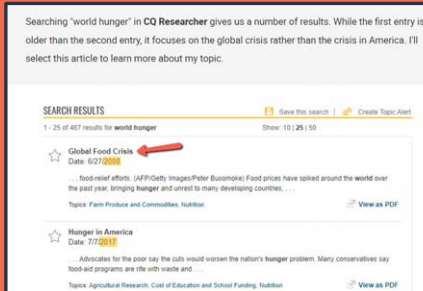 Searching "world hunger" in CQ Researcher gives us a number of results. While the first entry is
older than the second entry, it focuses on the global crisis rather than the crisis in America. I'll
select this article to learn more about my topic.
SEARCH RESULTS
Save this search | Create Topic Alert
1 - 25 of 467 results for world hunger
Show: 10 | 25 | 50
Global Food Crisis
Date: 6/27/2008
. . . food-relief efforts. (AFP/Getty Images/Peter Busomoke) Food prices have spiked around the world over
the past year, bringing hunger and unrest to many developing countries, . . .
Topics: Farm Produce and Commodities, Nutrition
View as PDF
Hunger in America
Date: 7/7/2017
. . . Advocates for the poor say the cuts would worsen the nation's hunger problem. Many conservatives say
food-aid programs are rife with waste and . . .
Topics: Agricultural Research, Cost of Education and School Funding, Nutrition
View as PDF